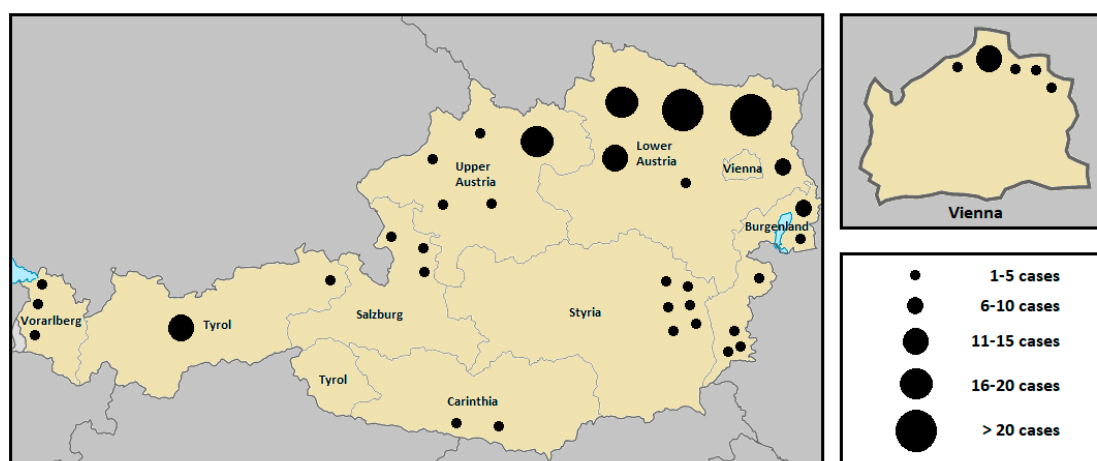 Lower
Austria
Upper
Austria
Vienna
Burgenland
Vorarlberg
Tyrol
Salzburg
Styria
Tyrol
Carinthia
Vienna
1-5 cases
6-10 cases
11-15 cases
16-20 cases
> 20 cases